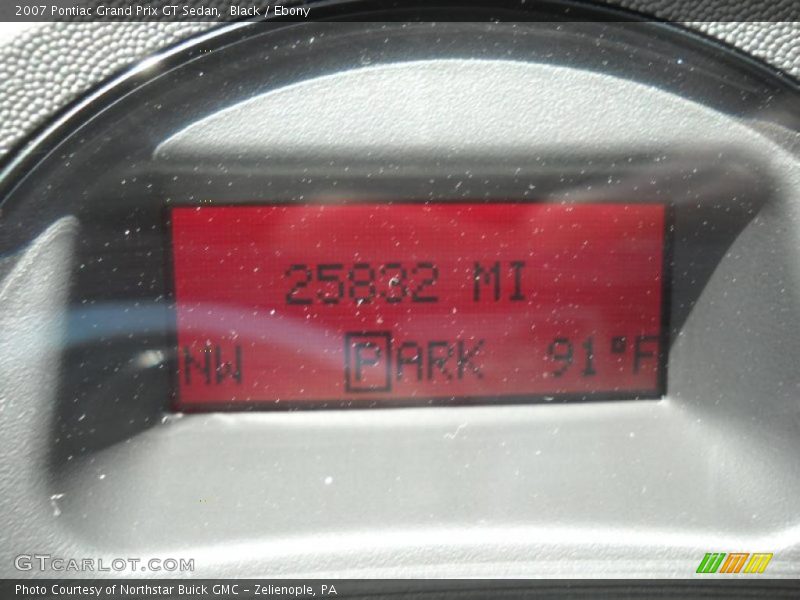 2007 Pontiac Grand Prix GT Sedan, Black / Ebony
25832 MI
NW PARK 91°F
GTCARLOT.COM
Photo Courtesy of Northstar Buick GMC - Zelienople, PA